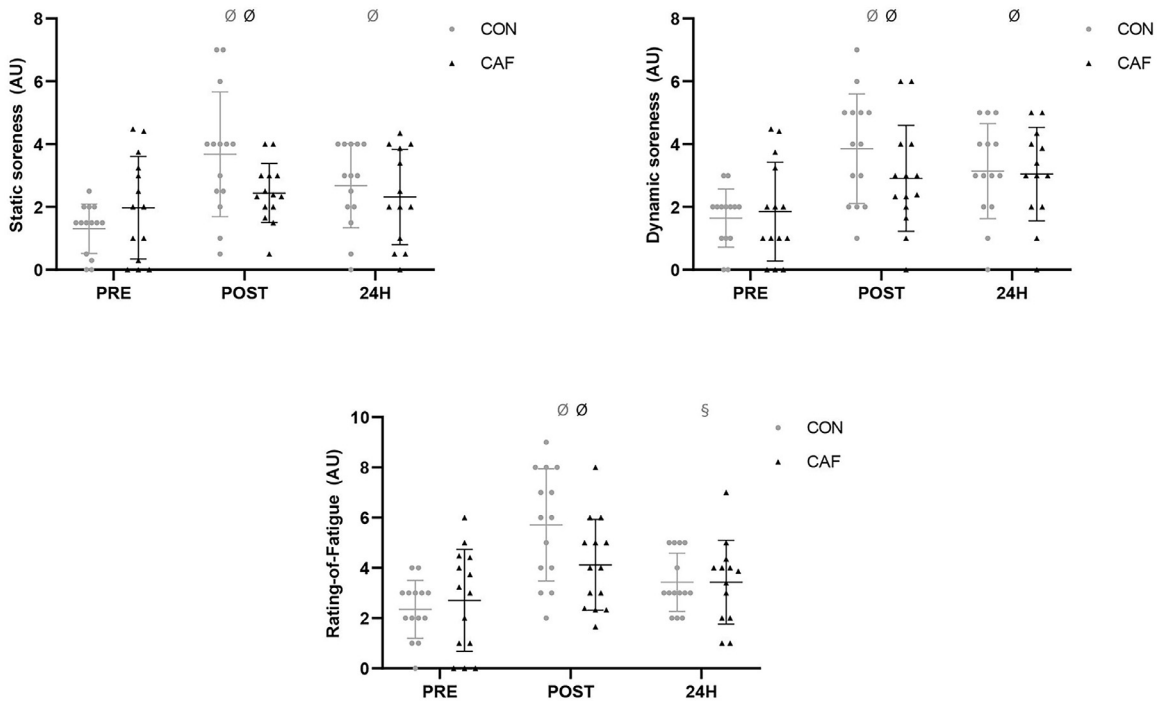 Ø Ø Ø
8
6
4
2
0
Static soreness (AU)
CON
CAF
PRE POST 24H
Ø Ø Ø
8
6
4
2
0
Dynamic soreness (AU)
CON
CAF
PRE POST 24H
Ø Ø §
10
8
6
4
2
0
Rating-of-Fatigue (AU)
CON
CAF
PRE POST 24H